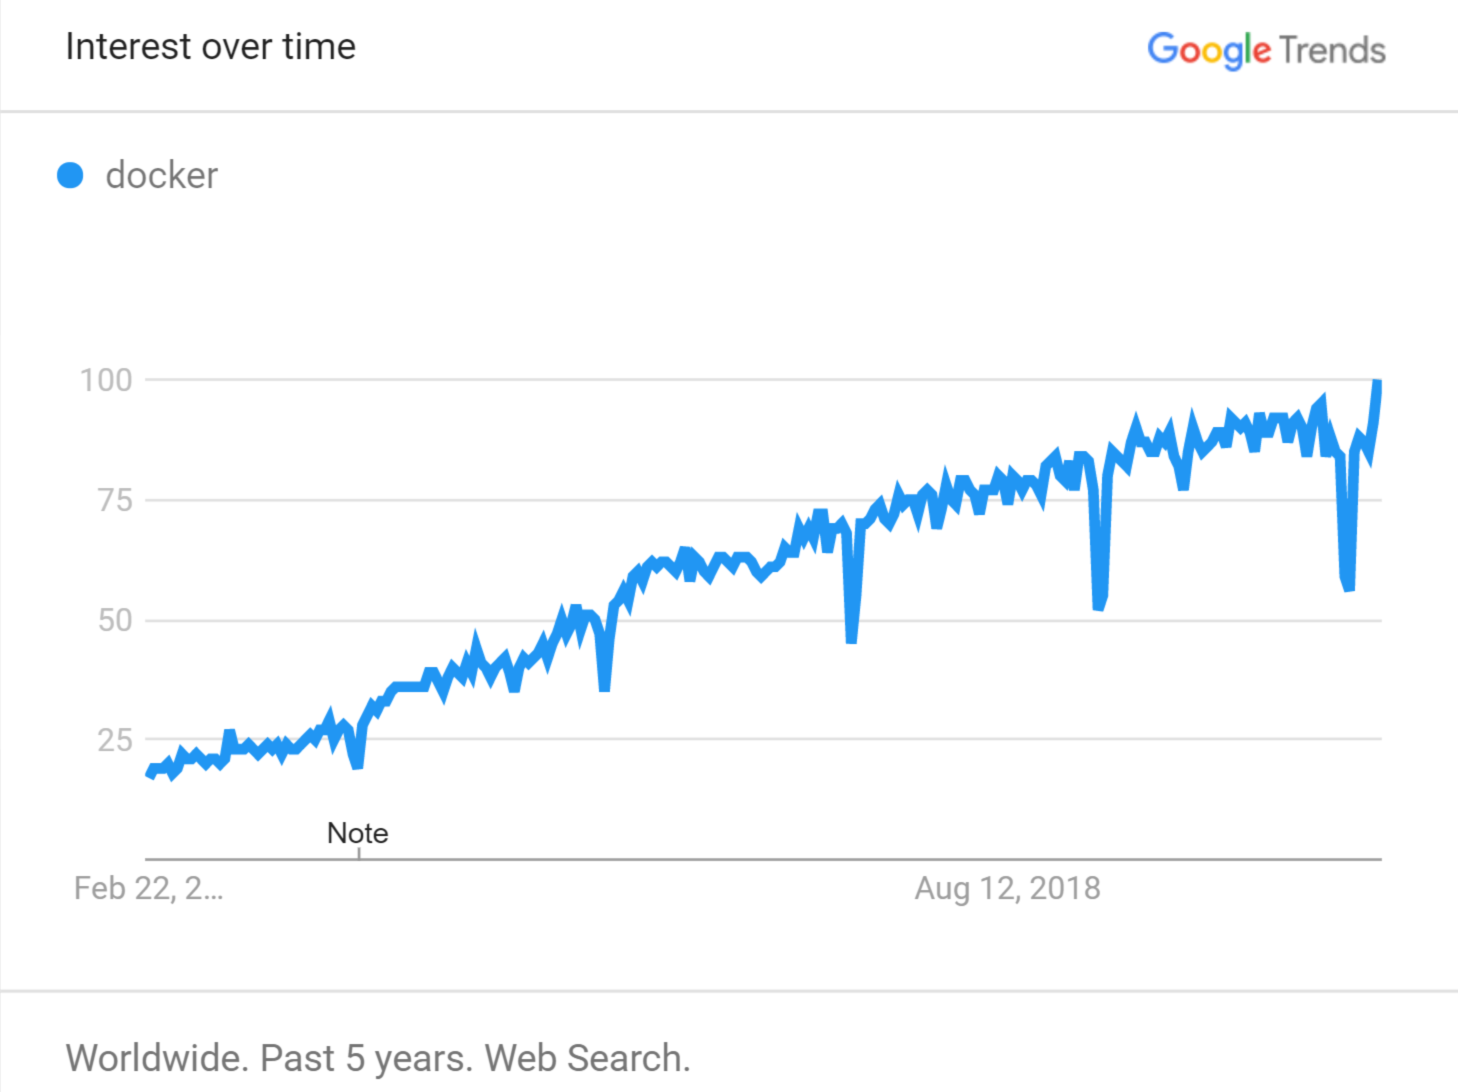 Interest over time
Google Trends
docker
100
75
50
25
Note
Feb 22, 2...
Aug 12, 2018
Worldwide. Past 5 years. Web Search.